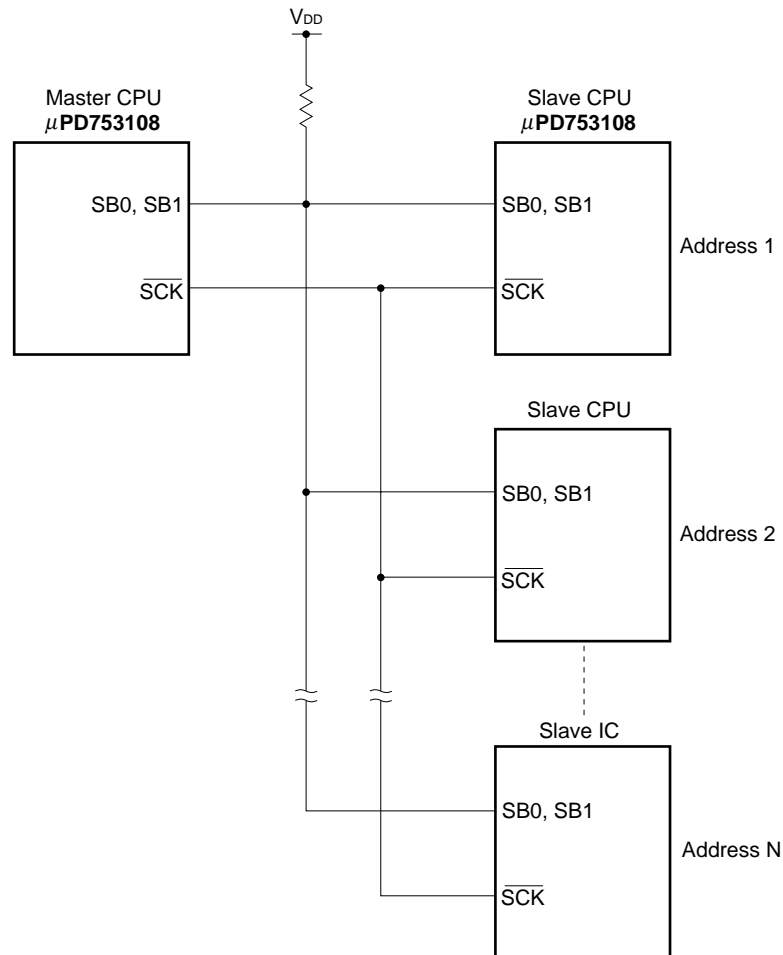 VDD
Master CPU
µPD753108
SB0, SB1
SCK
Slave CPU
µPD753108
SB0, SB1
SCK
Address 1
Slave CPU
SB0, SB1
SCK
Address 2
Slave IC
SB0, SB1
SCK
Address N